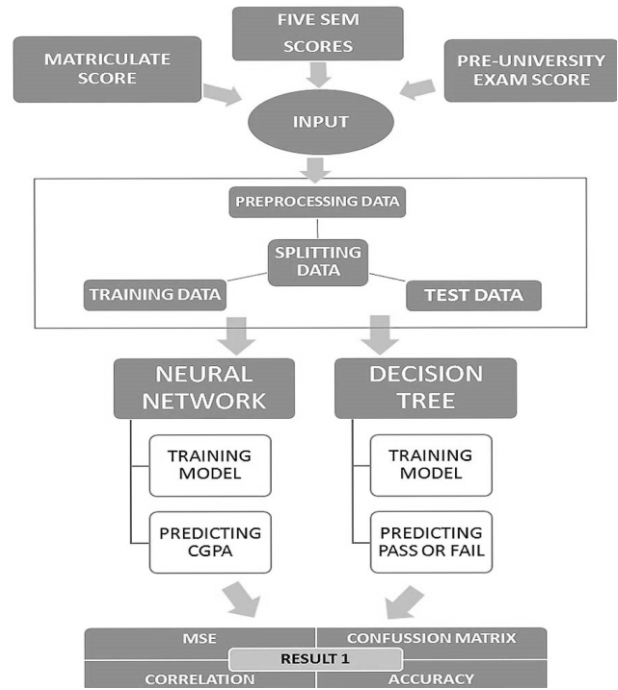 FIVE SEM
SCORES
MATRICULATE
SCORE
PRE-UNIVERSITY
EXAM SCORE
INPUT
PREPROCESSING DATA
SPLITTING
DATA
TRAINING DATA
TEST DATA
NEURAL
NETWORK
TRAINING
MODEL
PREDICTING
CGPA
DECISION
TREE
TRAINING
MODEL
PREDICTING
PASS OR FAIL
MSE
CONFUSSION MATRIX
RESULT 1
CORRELATION
ACCURACY